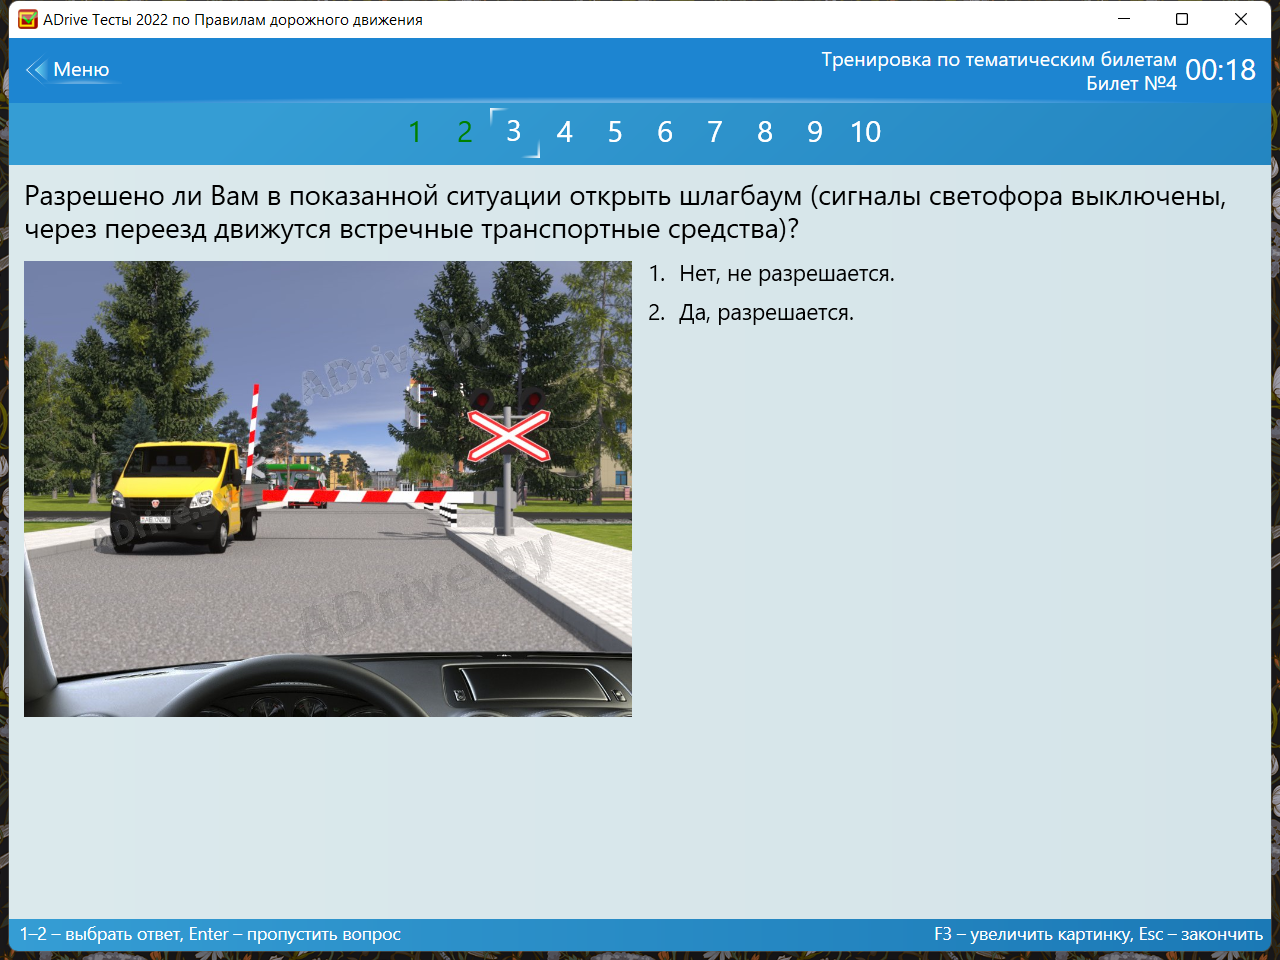 ADrive Тесты 2022 по Правилам дорожного движения
Меню
Тренировка по тематическим билетам
Билет №4
00:18
1 2 3 4 5 6 7 8 9 10
Разрешено ли Вам в показанной ситуации открыть шлагбаум (сигналы светофора выключены,
через переезд движутся встречные транспортные средства)?
1. Нет, не разрешается.
2. Да, разрешается.
ADrive.by
ADrive.by
1–2 – выбрать ответ, Enter – пропустить вопрос
F3 – увеличить картинку, Esc – закончить